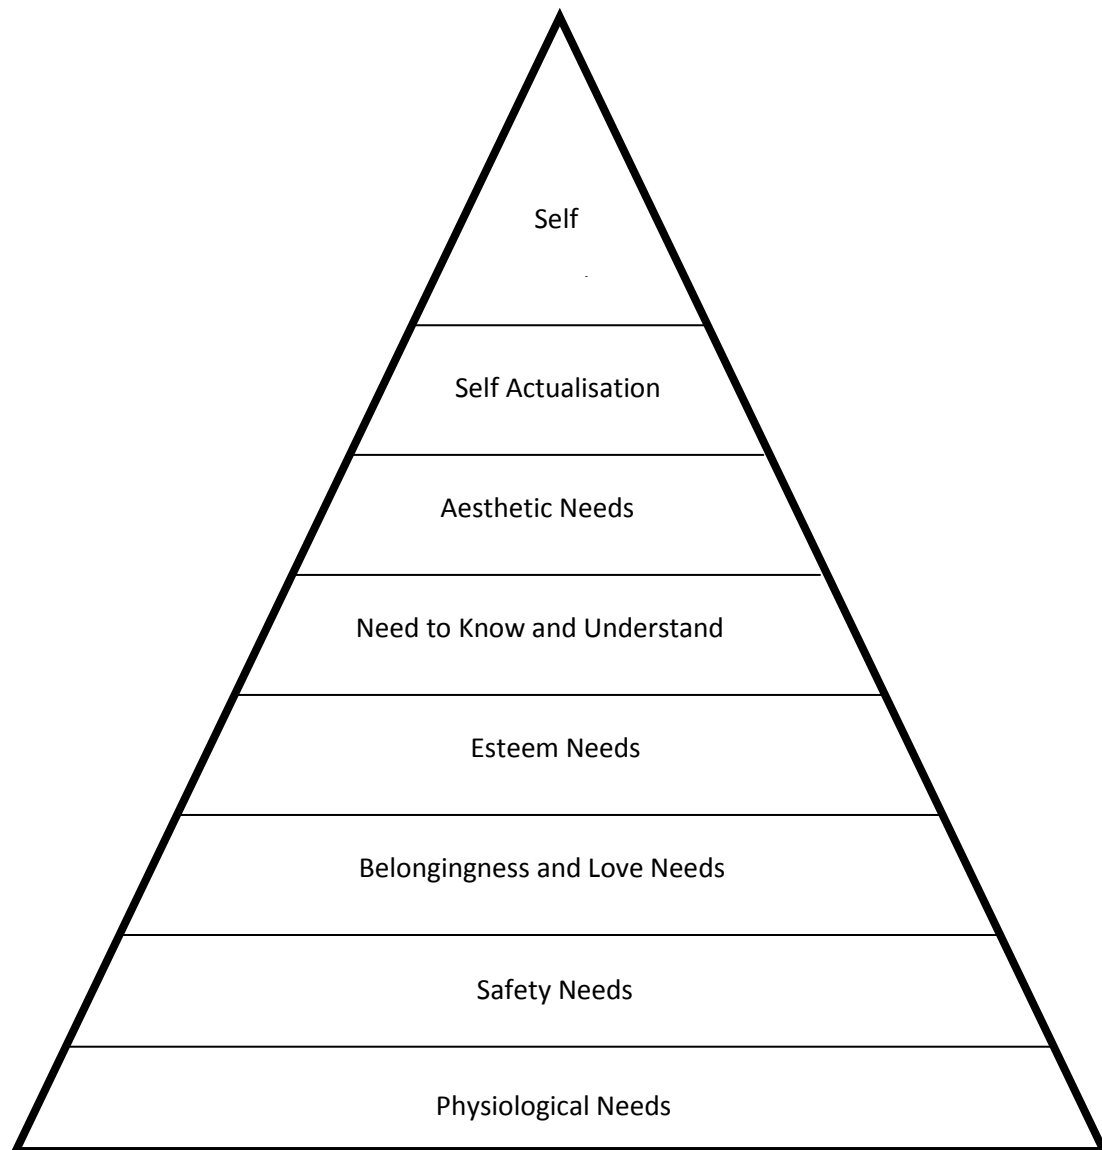 Self
Self Actualisation
Aesthetic Needs
Need to Know and Understand
Esteem Needs
Belongingness and Love Needs
Safety Needs
Physiological Needs